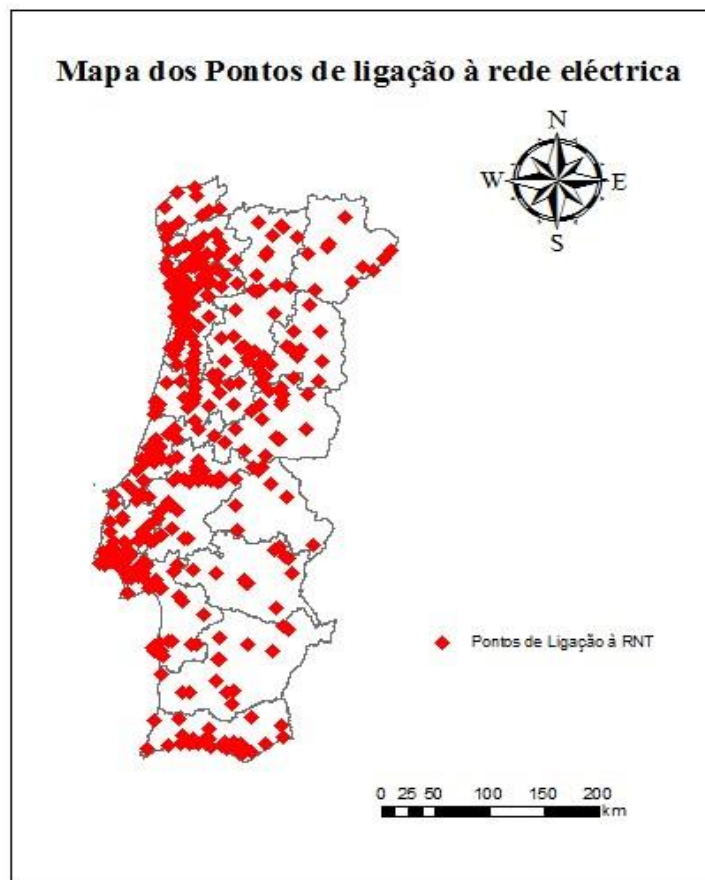 Mapa dos Pontos de ligação à rede eléctrica
N
W E
S
Pontos de Ligação à RNT
0 25 50 100 150 200
km